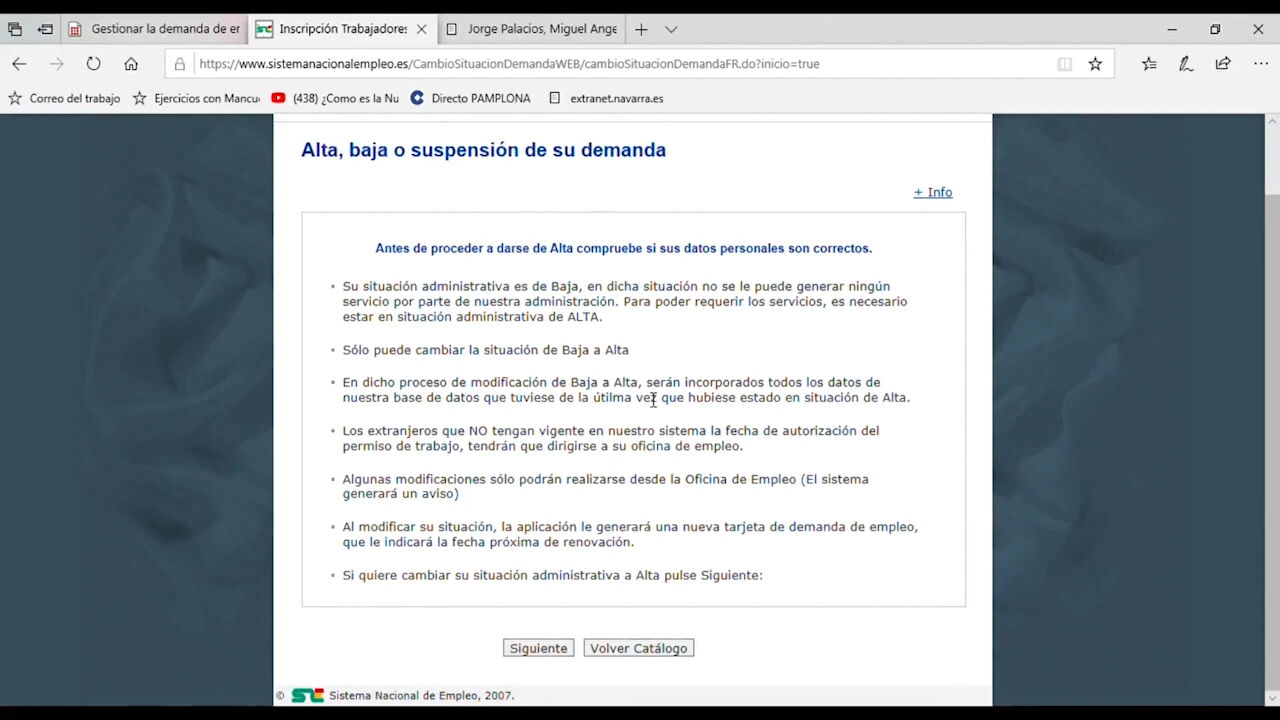 Gestionar la demanda de er
Inscripción Trabajadores
Jorge Palacios, Miguel Ange
https://www.sistemanacionalempleo.es/CambioSituacionDemandaWEB/cambioSituacionDemandaFR.do?inicio=true
Correo del trabajo
Ejercicios con Mancu
(438) ¿Como es la Nu
Directo PAMPLONA
extranet.navarra.es
Alta, baja o suspensión de su demanda
+ Info
Antes de proceder a darse de Alta compruebe si sus datos personales son correctos.
• Su situación administrativa es de Baja, en dicha situación no se le puede generar ningún
servicio por parte de nuestra administración. Para poder requerir los servicios, es necesario
estar en situación administrativa de ALTA.
• Sólo puede cambiar la situación de Baja a Alta
• En dicho proceso de modificación de Baja a Alta, serán incorporados todos los datos de
nuestra base de datos que tuviese de la útilma vez que hubiese estado en situación de Alta.
• Los extranjeros que NO tengan vigente en nuestro sistema la fecha de autorización del
permiso de trabajo, tendrán que dirigirse a su oficina de empleo.
• Algunas modificaciones sólo podrán realizarse desde la Oficina de Empleo (El sistema
generará un aviso)
• Al modificar su situación, la aplicación le generará una nueva tarjeta de demanda de empleo,
que le indicará la fecha próxima de renovación.
• Si quiere cambiar su situación administrativa a Alta pulse Siguiente:
Siguiente
Volver Catálogo
© Sistema Nacional de Empleo, 2007.